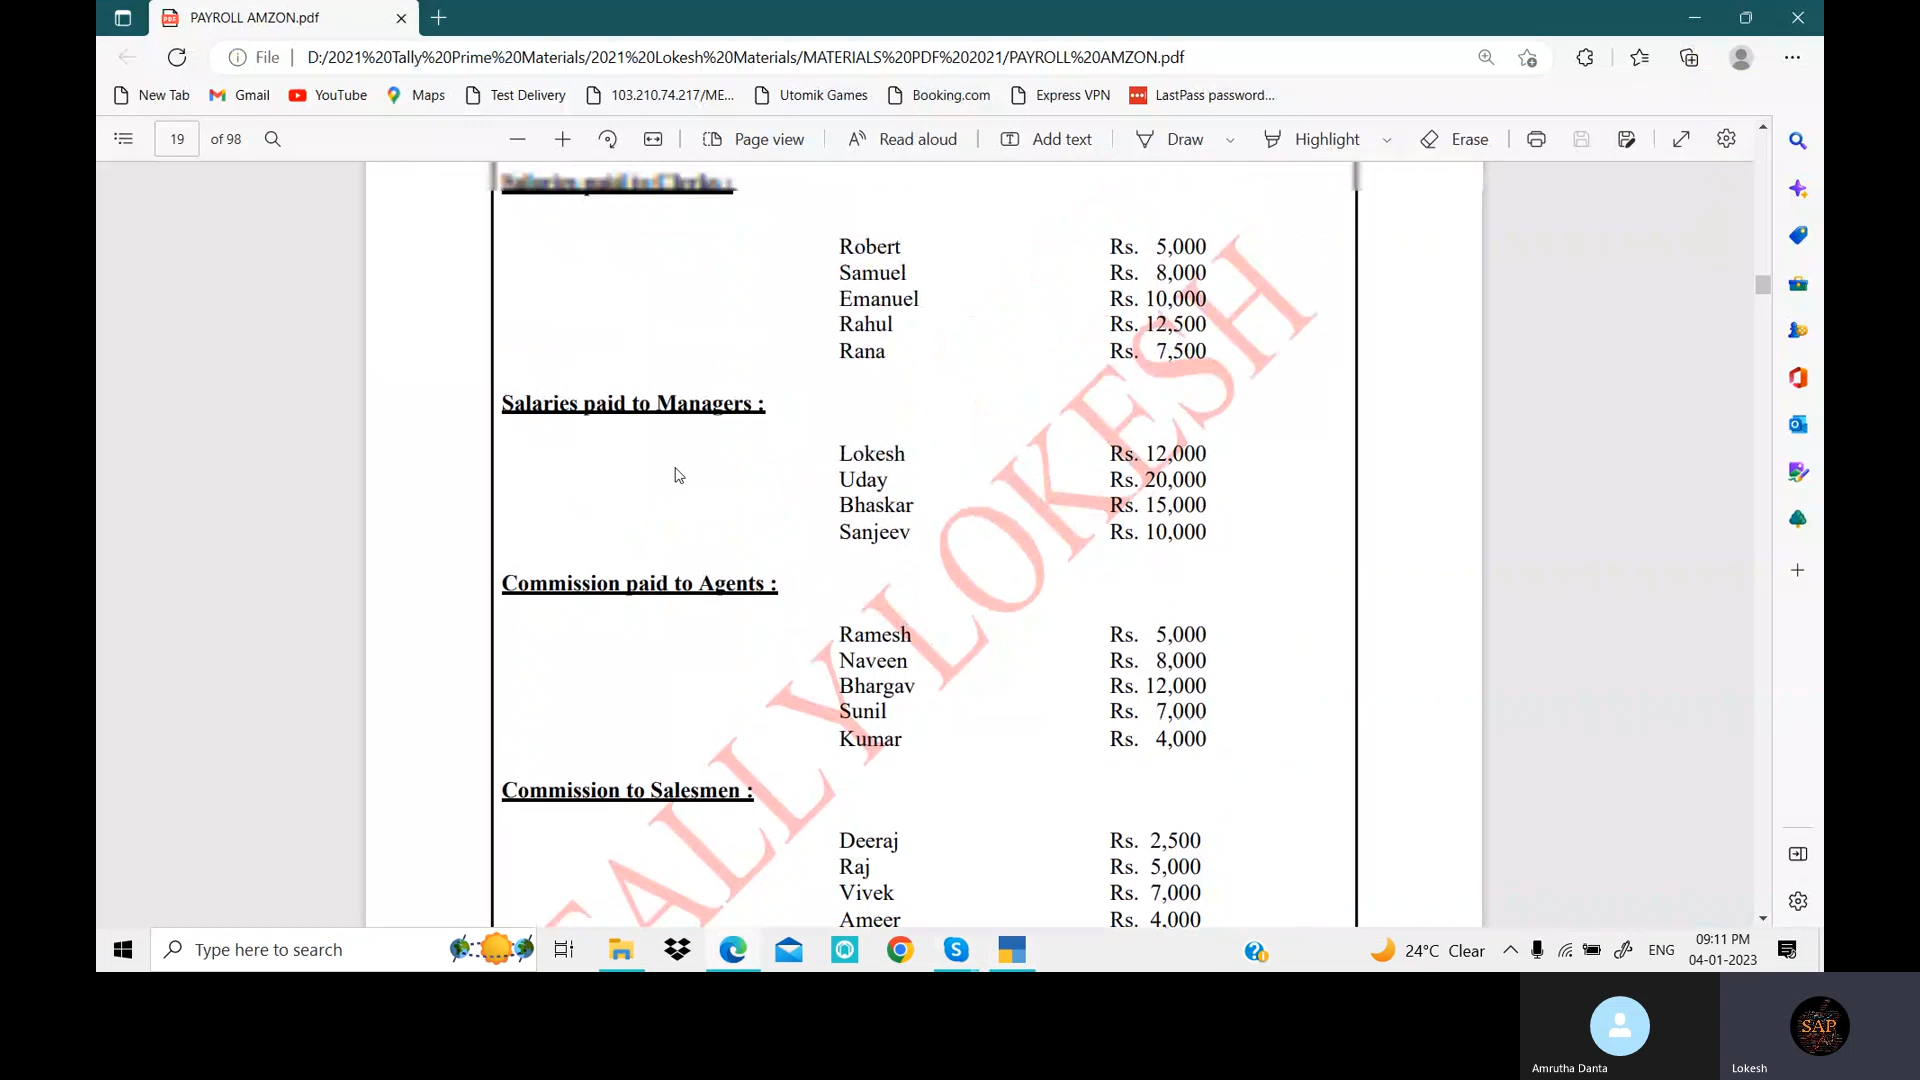 PAYROLL AMZON.pdf
File D:/2021%20Tally%20Prime%20Materials/2021%20Lokesh%20Materials/MATERIALS%20PDF%202021/PAYROLL%20AMZON.pdf
New Tab Gmail YouTube Maps Test Delivery 103.210.74.217/ME... Utomik Games Booking.com Express VPN LastPass password...
19 of 98 Page view Read aloud Add text Draw Highlight Erase
Salaries paid to Clerks :
Robert Rs. 5,000
Samuel Rs. 8,000
Emanuel Rs. 10,000
Rahul Rs. 12,500
Rana Rs. 7,500
Salaries paid to Managers :
Lokesh Rs. 12,000
Uday Rs. 20,000
Bhaskar Rs. 15,000
Sanjeev Rs. 10,000
Commission paid to Agents :
Ramesh Rs. 5,000
Naveen Rs. 8,000
Bhargav Rs. 12,000
Sunil Rs. 7,000
Kumar Rs. 4,000
Commission to Salesmen :
Deeraj Rs. 2,500
Raj Rs. 5,000
Vivek Rs. 7,000
Ameer Rs. 4,000
TALLY LOKESH
Type here to search 24°C Clear ENG 09:11 PM
04-01-2023
SAP
Amrutha Danta Lokesh